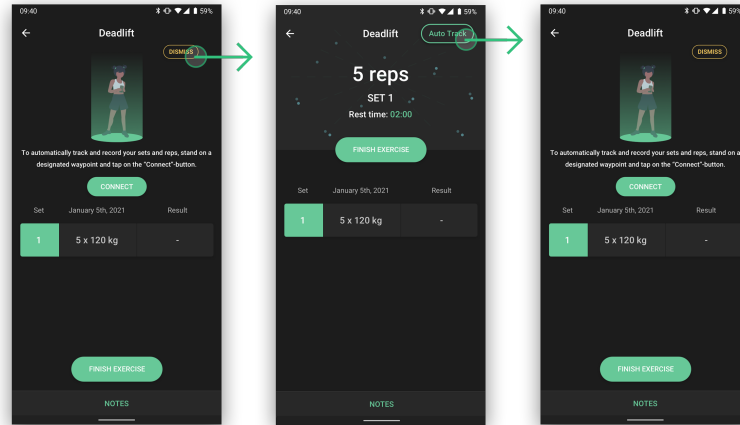 09:40
59%
Deadlift
DISMISS
To automatically track and record your sets and reps, stand on a
designated waypoint and tap on the "Connect"-button.
CONNECT
Set January 5th, 2021 Result
1 5 x 120 kg -
FINISH EXERCISE
NOTES
09:40
59%
Deadlift
Auto Track
5 reps
SET 1
Rest time: 02:00
FINISH EXERCISE
Set January 5th, 2021 Result
1 5 x 120 kg -
NOTES
09:40
59%
Deadlift
DISMISS
To automatically track and record your sets and reps, stand on a
designated waypoint and tap on the "Connect"-button.
CONNECT
Set January 5th, 2021 Result
1 5 x 120 kg -
FINISH EXERCISE
NOTES